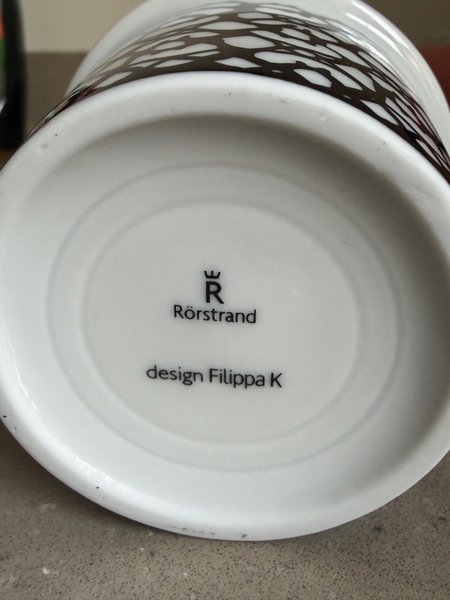 R
Rörstrand
design Filippa K